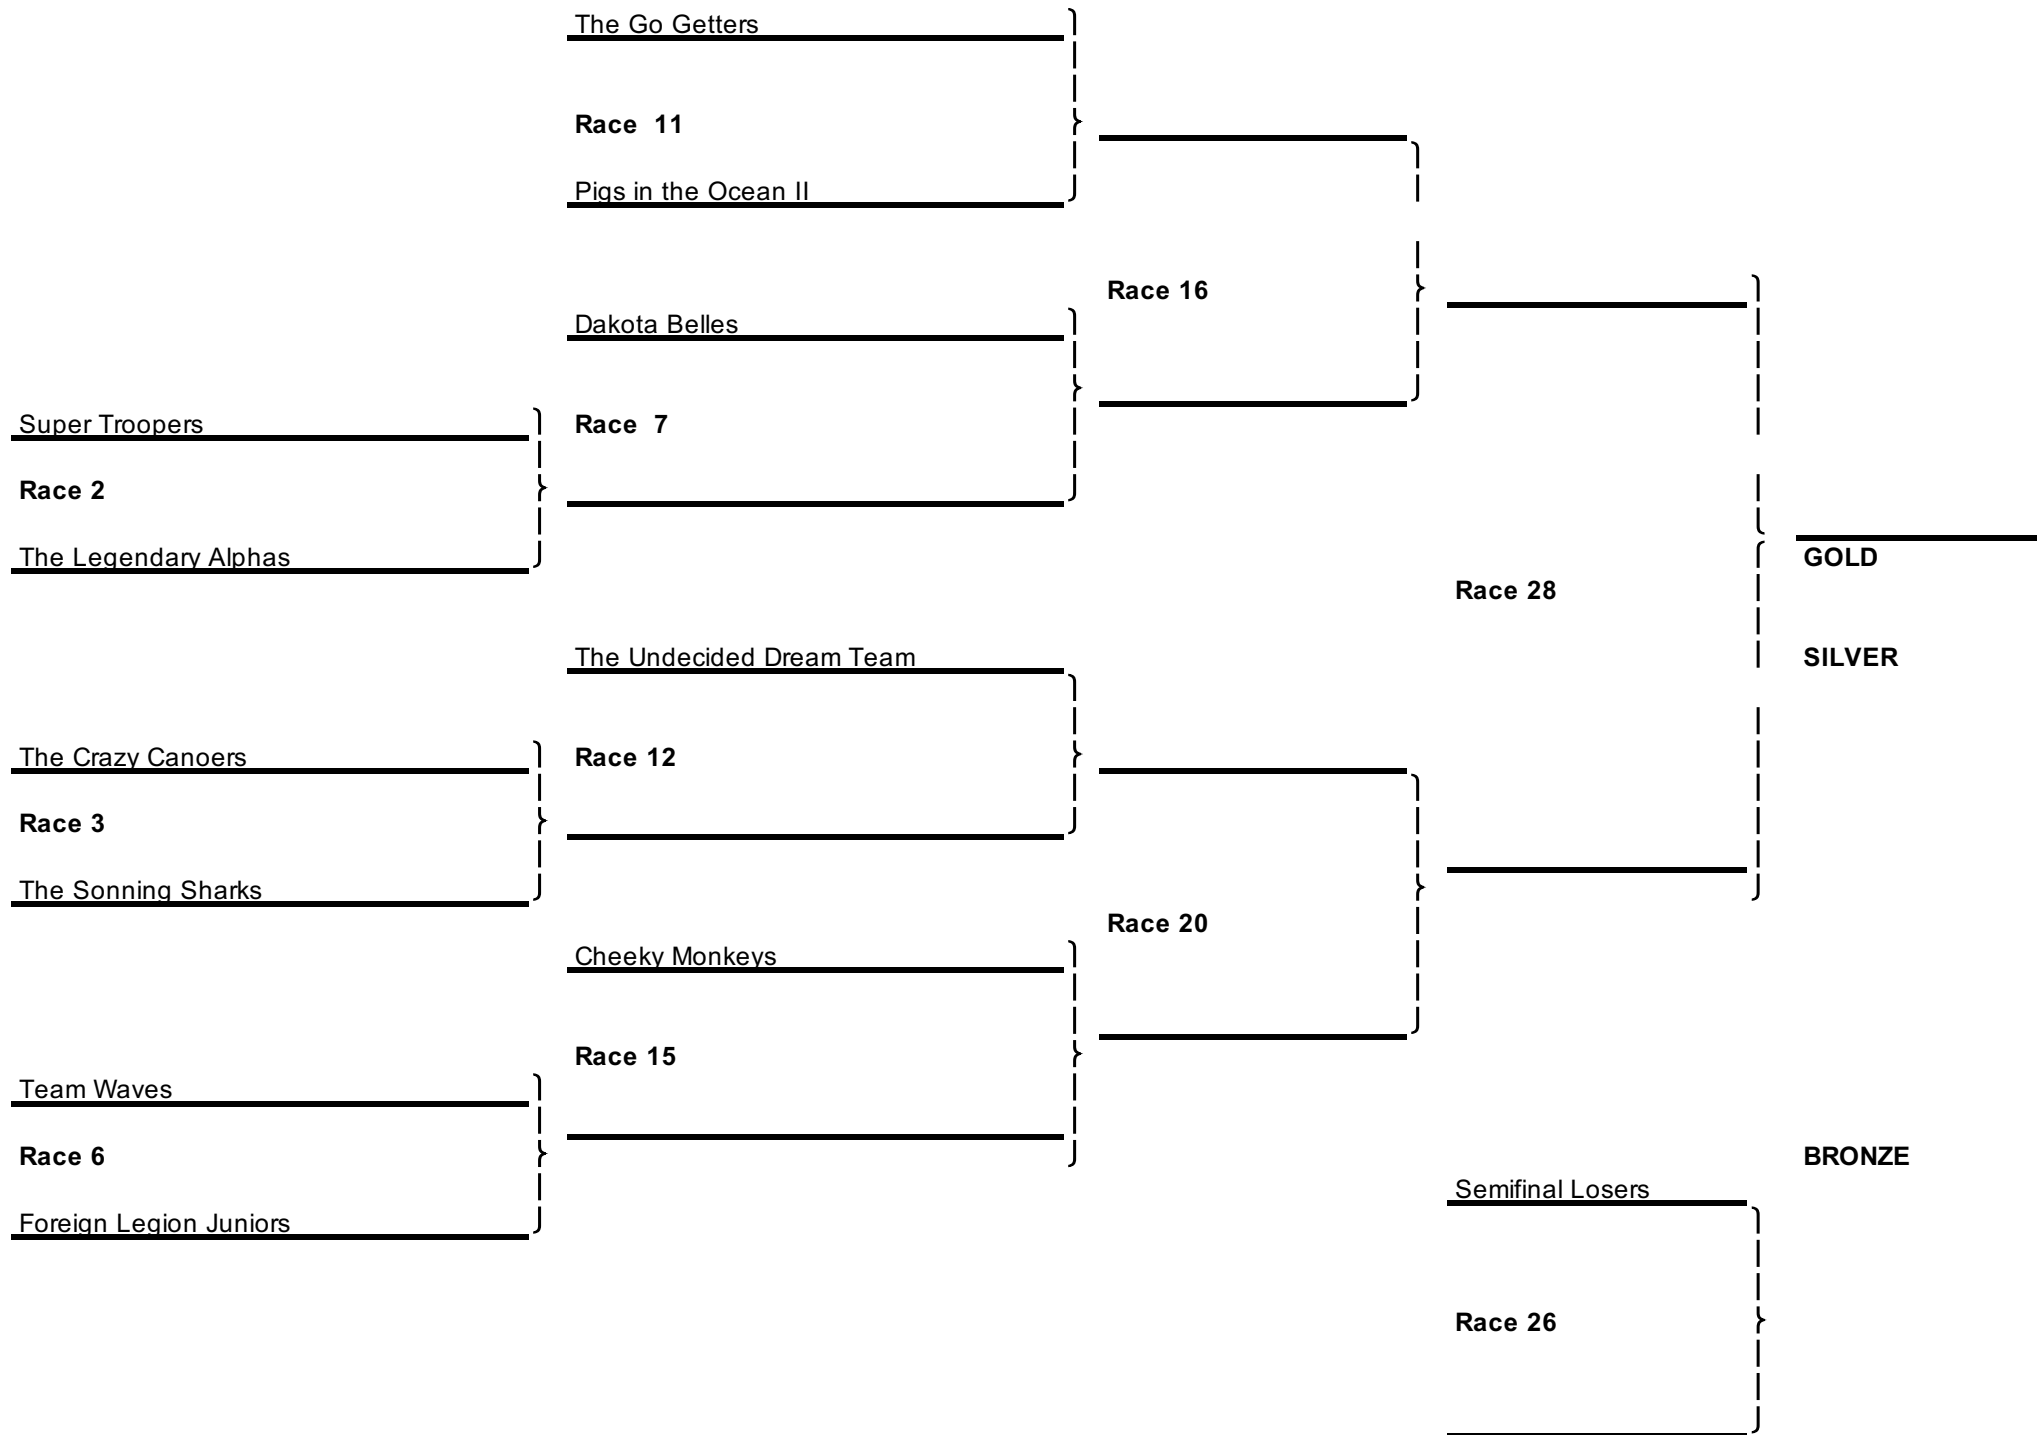 The Go Getters
Race 11
Pigs in the Ocean II
Race 16
Dakota Belles
Super Troopers
Race 7
Race 2
The Legendary Alphas
GOLD
Race 28
The Undecided Dream Team
SILVER
The Crazy Canoers
Race 12
Race 3
The Sonning Sharks
Race 20
Cheeky Monkeys
Race 15
Team Waves
Race 6
BRONZE
Semifinal Losers
Foreign Legion Juniors
Race 26